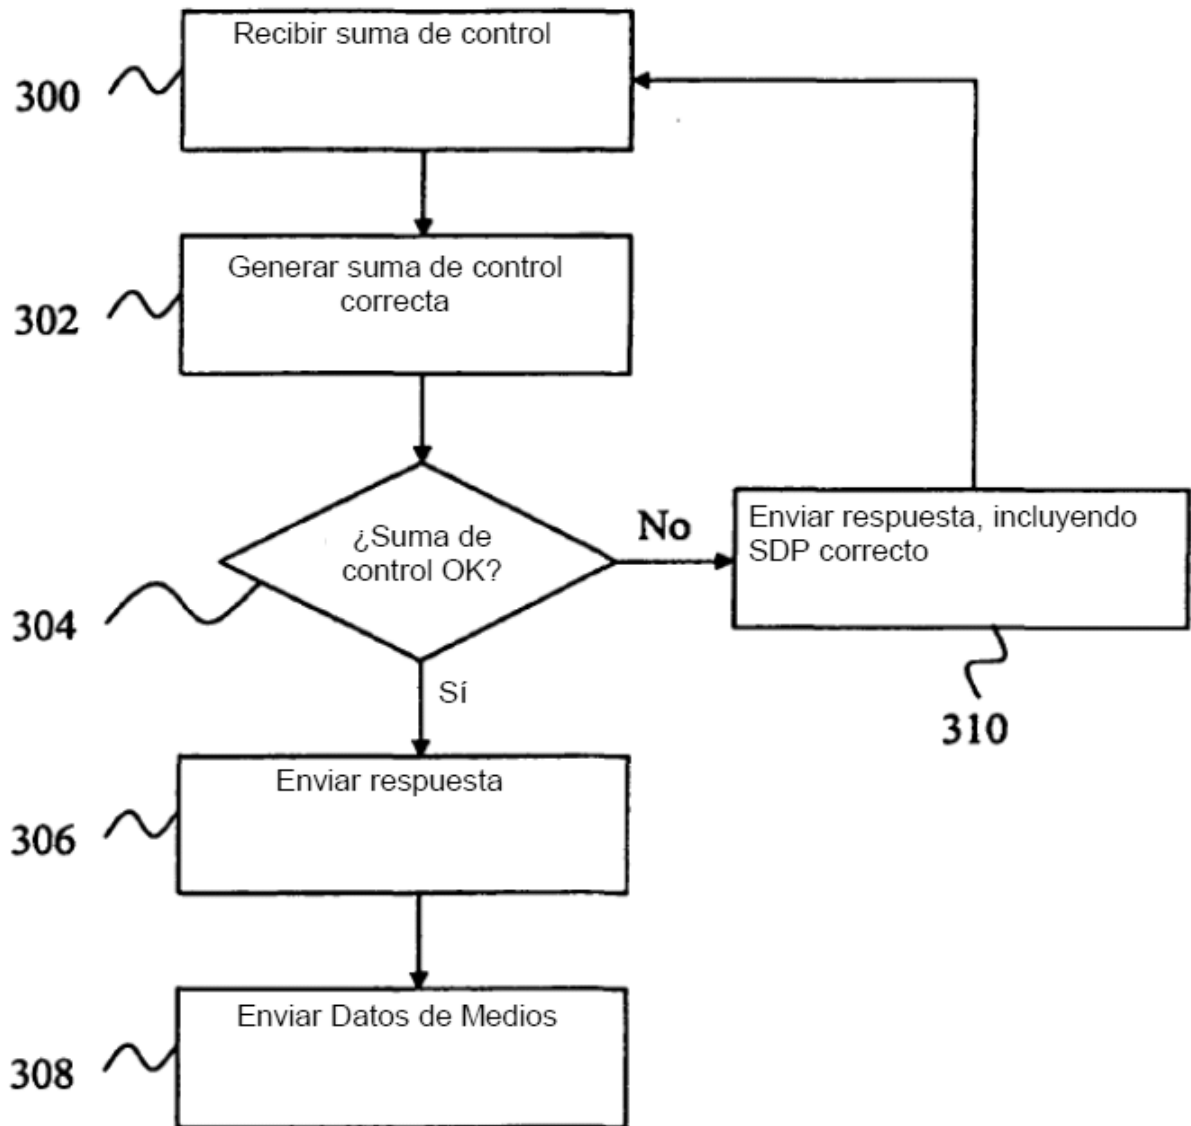 Recibir suma de control
300
Generar suma de control
correcta
302
¿Suma de
control OK?
304
No
Enviar respuesta, incluyendo
SDP correcto
310
Sí
Enviar respuesta
306
Enviar Datos de Medios
308